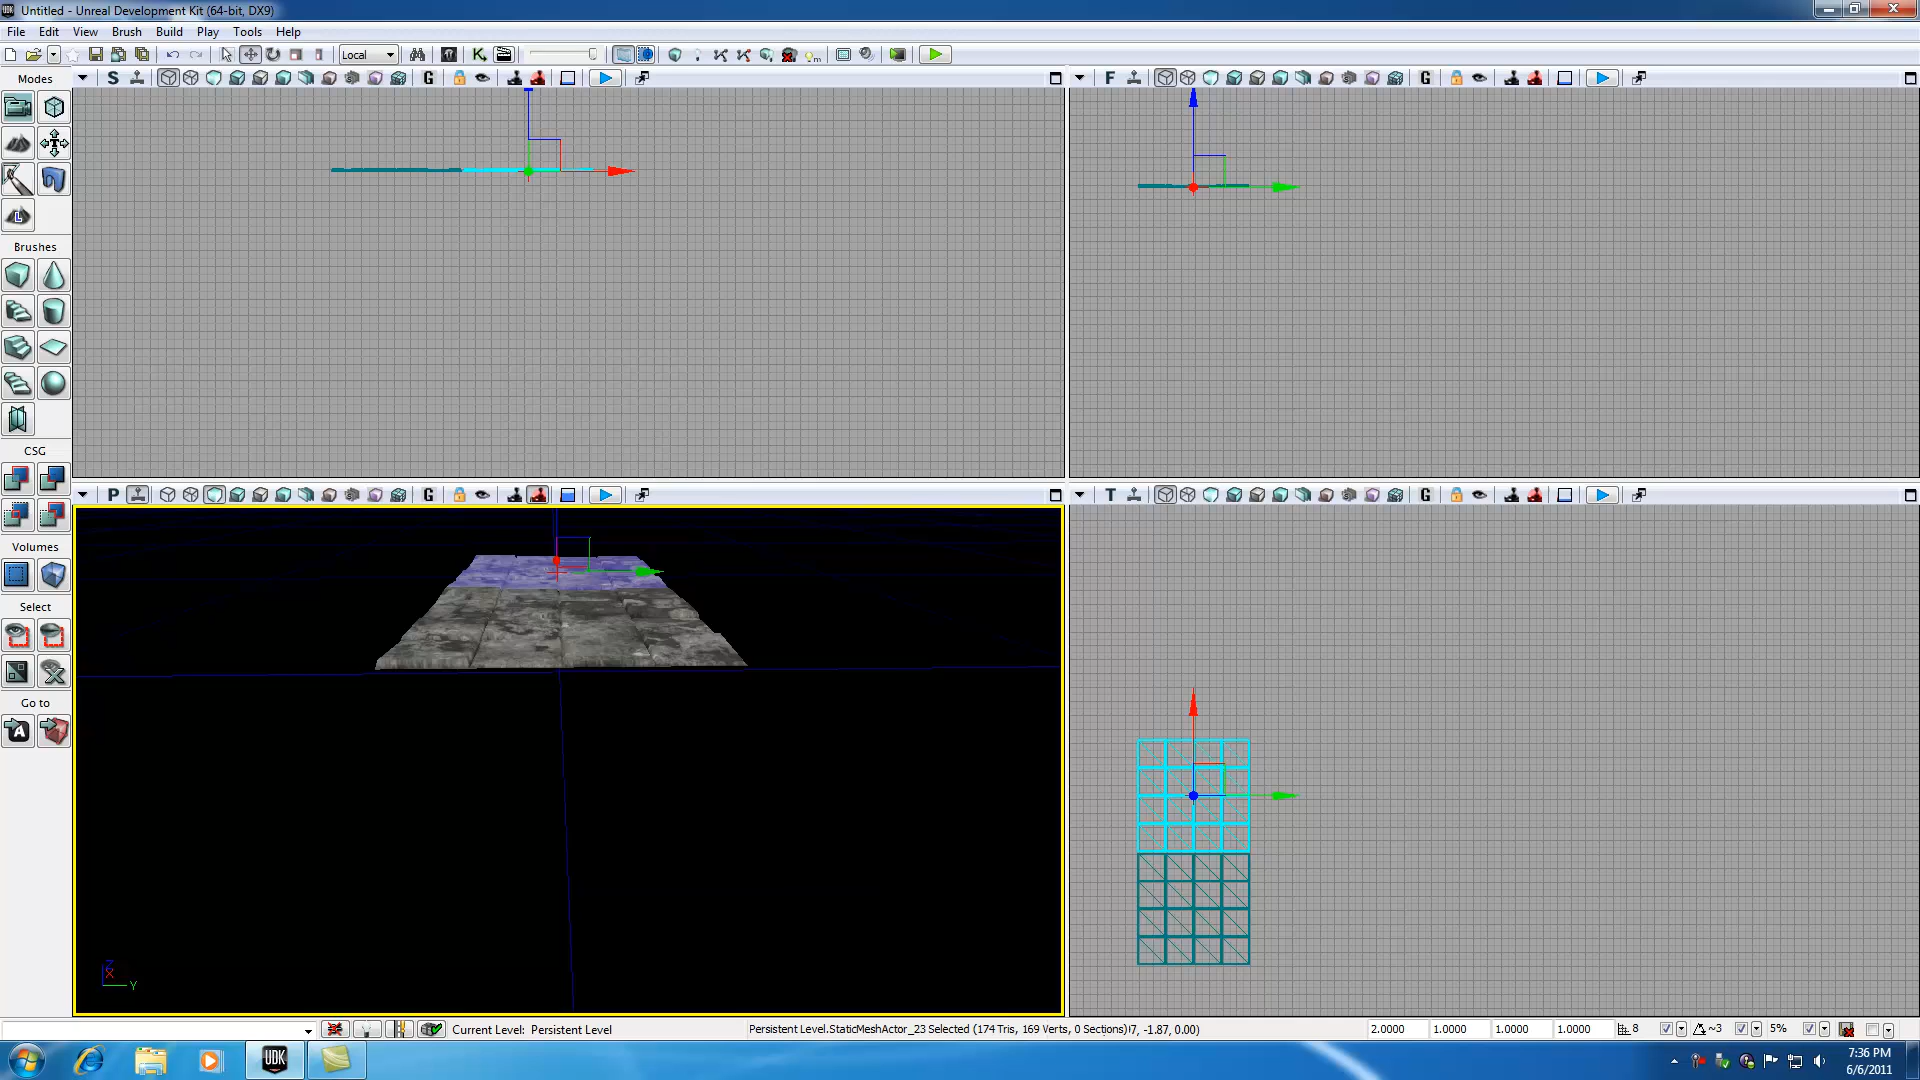 Untitled - Unreal Development Kit (64-bit, DX9)
File Edit View Brush Build Play Tools Help
Local
Modes
S G
F G
L
Brushes
CSG
P G
T G
Volumes
Select
Go to
A
Z
X
Y
Current Level: Persistent Level
Persistent Level.StaticMeshActor_23 Selected (174 Tris, 169 Verts, 0 Sections)
-1.87, 0.00)
2.0000 1.0000 1.0000 1.0000 8 ~3 5%
UDK
7:36 PM
6/6/2011